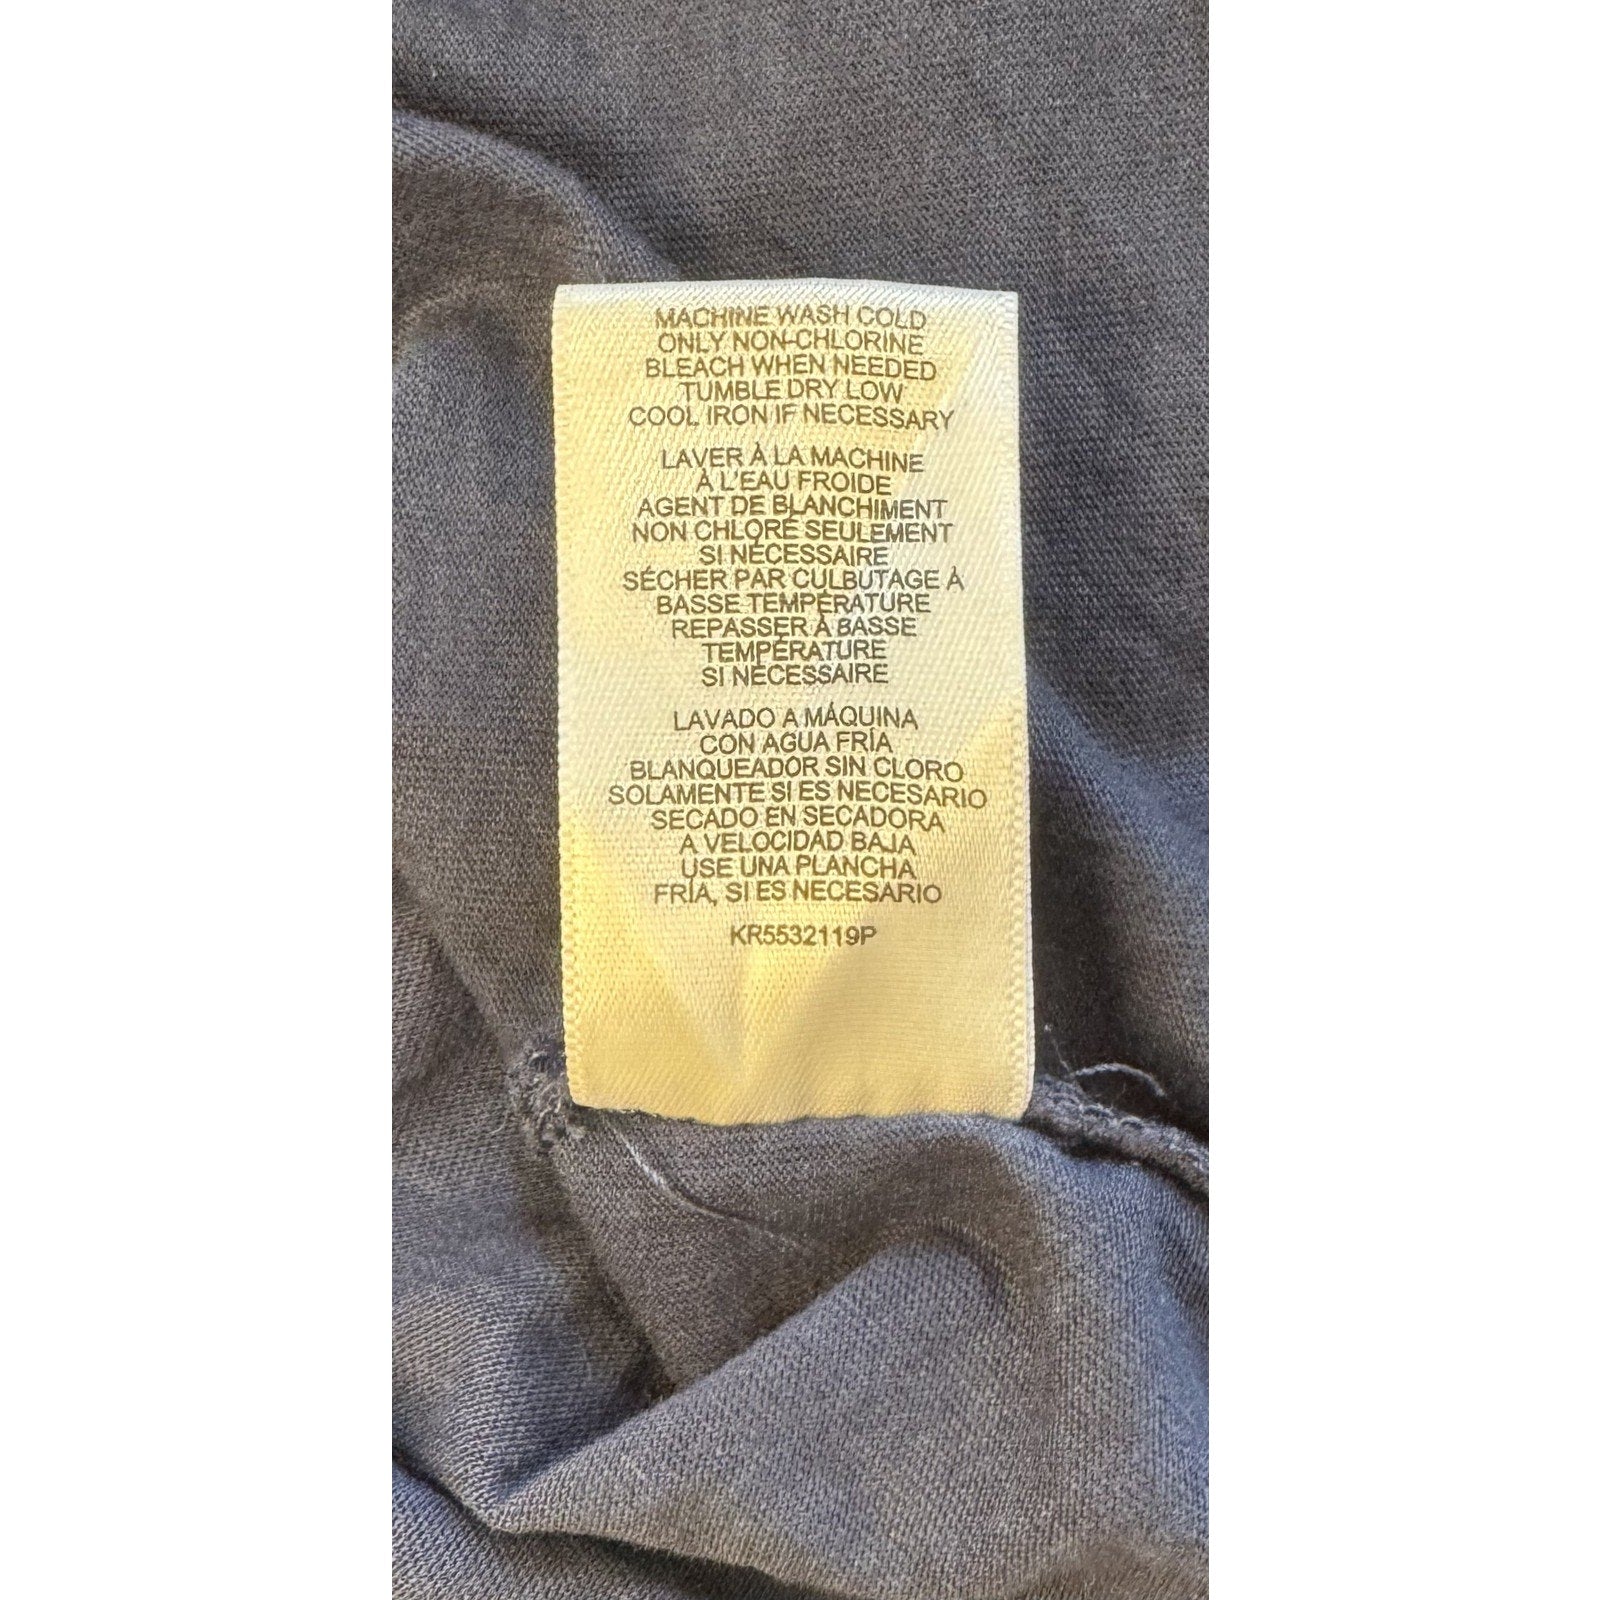 MACHINE WASH COLD
ONLY NON-CHLORINE
BLEACH WHEN NEEDED
TUMBLE DRY LOW
COOL IRON IF NECESSARY
LAVER À LA MACHINE
À L'EAU FROIDE
AGENT DE BLANCHIMENT
NON CHLORÉ SEULEMENT
SI NÉCESSAIRE
SÉCHER PAR CULBUTAGE À
BASSE TEMPÉRATURE
REPASSER À BASSE
TEMPÉRATURE
SI NÉCESSAIRE
LAVADO A MÁQUINA
CON AGUA FRÍA
BLANQUEADOR SIN CLORO
SOLAMENTE SI ES NECESARIO
SECADO EN SECADORA
A VELOCIDAD BAJA
USE UNA PLANCHA
FRÍA, SI ES NECESARIO
KR5532119P